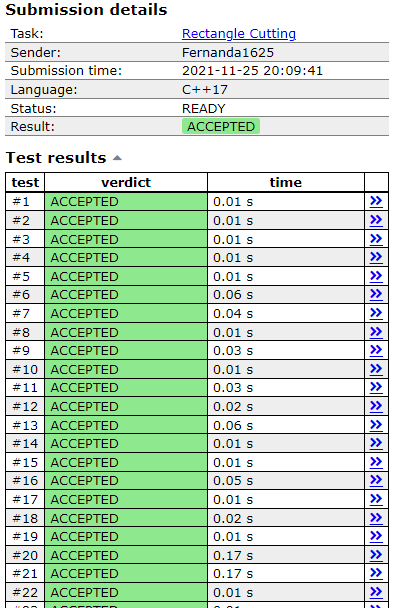 Submission details
Task: Rectangle Cutting
Sender: Fernanda1625
Submission time: 2021-11-25 20:09:41
Language: C++17
Status: READY
Result: ACCEPTED
Test results
test verdict time
#1 ACCEPTED 0.01 s »
#2 ACCEPTED 0.01 s »
#3 ACCEPTED 0.01 s »
#4 ACCEPTED 0.01 s »
#5 ACCEPTED 0.01 s »
#6 ACCEPTED 0.06 s »
#7 ACCEPTED 0.04 s »
#8 ACCEPTED 0.01 s »
#9 ACCEPTED 0.03 s »
#10 ACCEPTED 0.01 s »
#11 ACCEPTED 0.03 s »
#12 ACCEPTED 0.02 s »
#13 ACCEPTED 0.06 s »
#14 ACCEPTED 0.01 s »
#15 ACCEPTED 0.01 s »
#16 ACCEPTED 0.05 s »
#17 ACCEPTED 0.01 s »
#18 ACCEPTED 0.02 s »
#19 ACCEPTED 0.01 s »
#20 ACCEPTED 0.17 s »
#21 ACCEPTED 0.17 s »
#22 ACCEPTED 0.01 s »